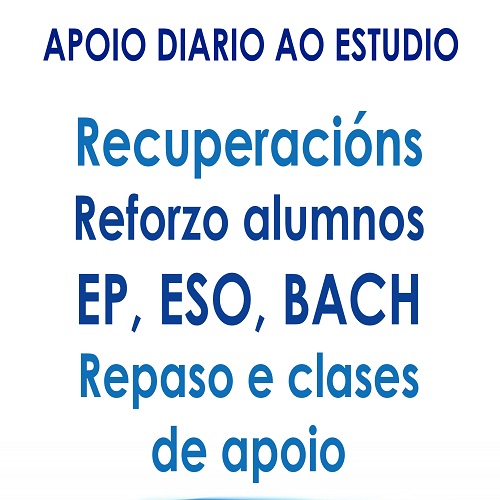 APOIO DIARIO AO ESTUDIO
Recuperacións
Reforzo alumnos
EP, ESO, BACH
Repaso e clases
de apoio